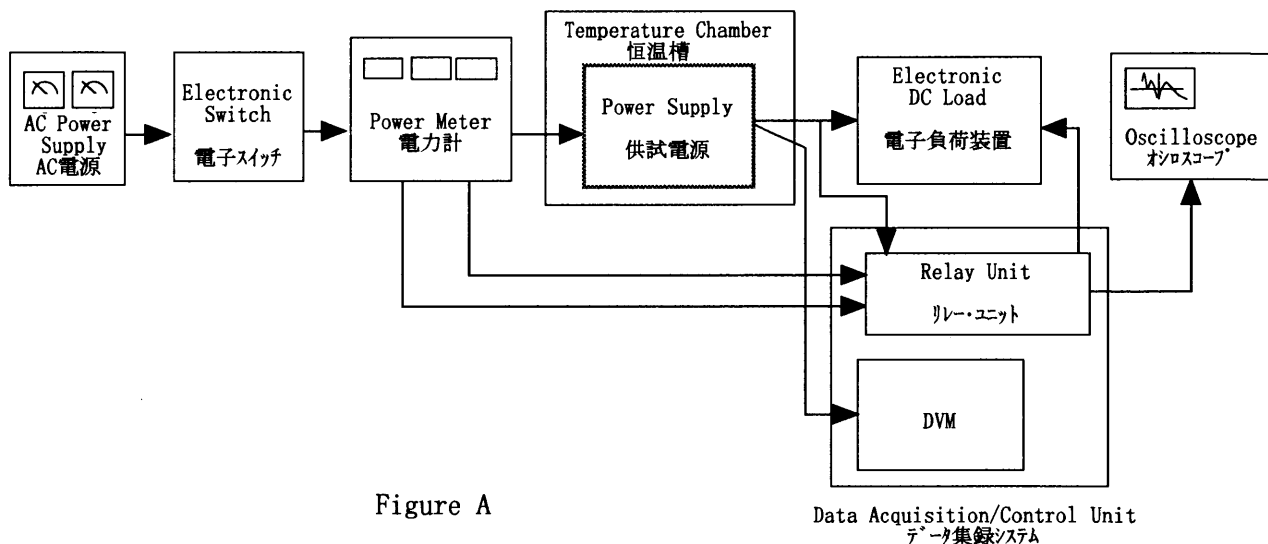 AC Power
Supply
AC電源
Electronic
Switch
電子スイッチ
Power Meter
電力計
Temperature Chamber
恒温槽
Power Supply
供試電源
Electronic
DC Load
電子負荷装置
Oscilloscope
オシロスコープ
Relay Unit
リレー・ユニット
DVM
Data Acquisition/Control Unit
データ集録システム
Figure A